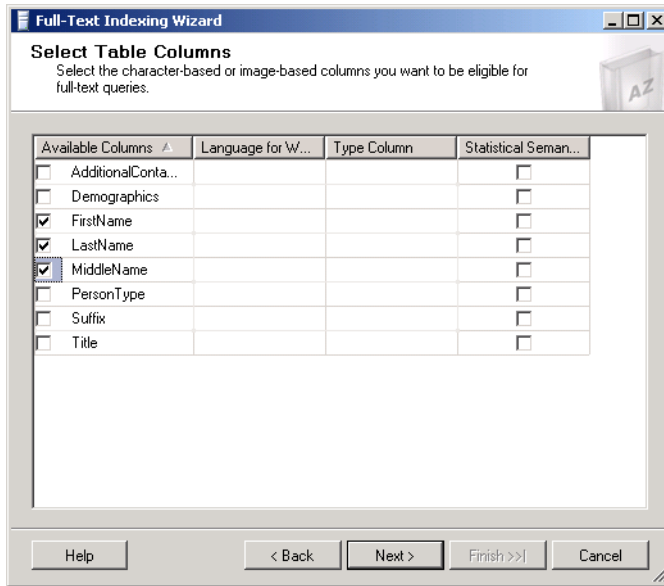 Full-Text Indexing Wizard
Select Table Columns
Select the character-based or image-based columns you want to be eligible for
full-text queries.
AZ
Available Columns Language for W... Type Column Statistical Seman...
AdditionalConta...
Demographics
FirstName
LastName
MiddleName
PersonType
Suffix
Title
Help < Back Next > Finish >>| Cancel